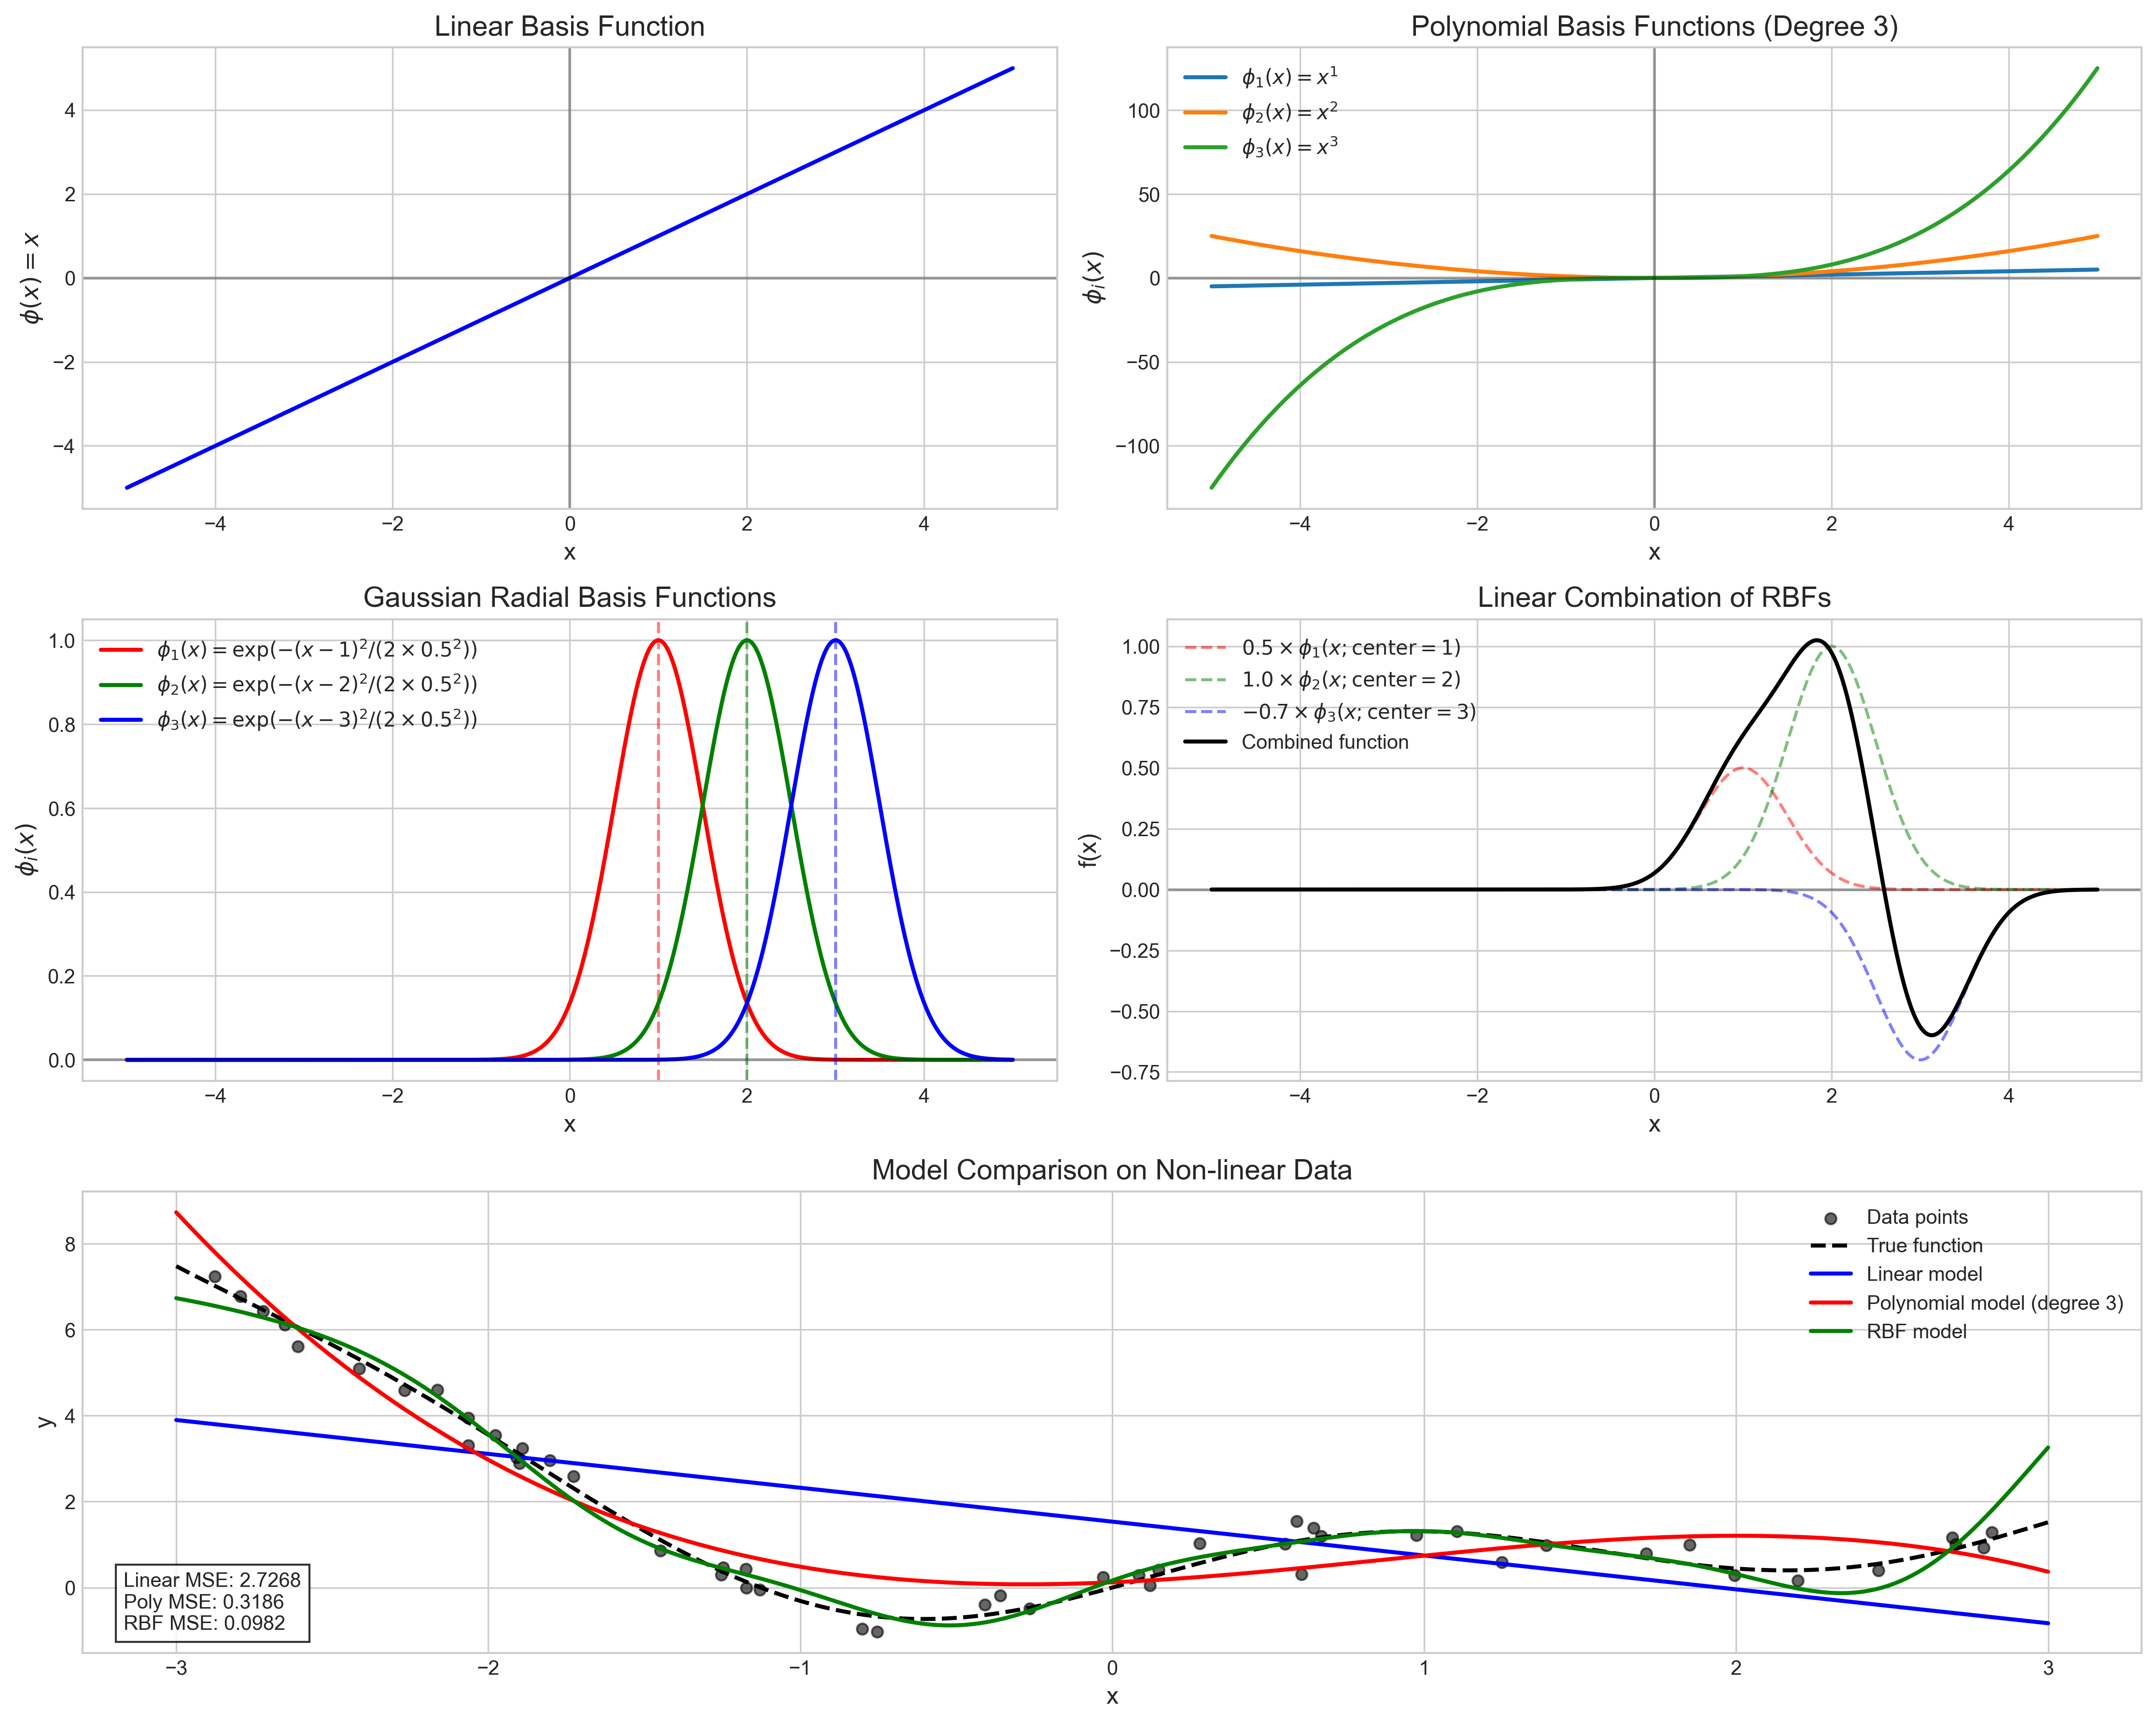 Linear Basis Function
ϕ(x) = x
4
2
0
−2
−4
−4 −2 0 2 4
x
Polynomial Basis Functions (Degree 3)
ϕ₁(x) = x¹
ϕ₂(x) = x²
ϕ₃(x) = x³
ϕᵢ(x)
100
50
0
−50
−100
−4 −2 0 2 4
x
Gaussian Radial Basis Functions
ϕ₁(x) = exp(−(x − 1)²/(2 × 0.5²))
ϕ₂(x) = exp(−(x − 2)²/(2 × 0.5²))
ϕ₃(x) = exp(−(x − 3)²/(2 × 0.5²))
ϕᵢ(x)
1.0
0.8
0.6
0.4
0.2
0.0
−4 −2 0 2 4
x
Linear Combination of RBFs
0.5 × ϕ₁(x; center = 1)
1.0 × ϕ₂(x; center = 2)
−0.7 × ϕ₃(x; center = 3)
Combined function
f(x)
1.00
0.75
0.50
0.25
0.00
−0.25
−0.50
−0.75
−4 −2 0 2 4
x
Model Comparison on Non-linear Data
Data points
True function
Linear model
Polynomial model (degree 3)
RBF model
y
8
6
4
2
0
Linear MSE: 2.7268
Poly MSE: 0.3186
RBF MSE: 0.0982
−3 −2 −1 0 1 2 3
x